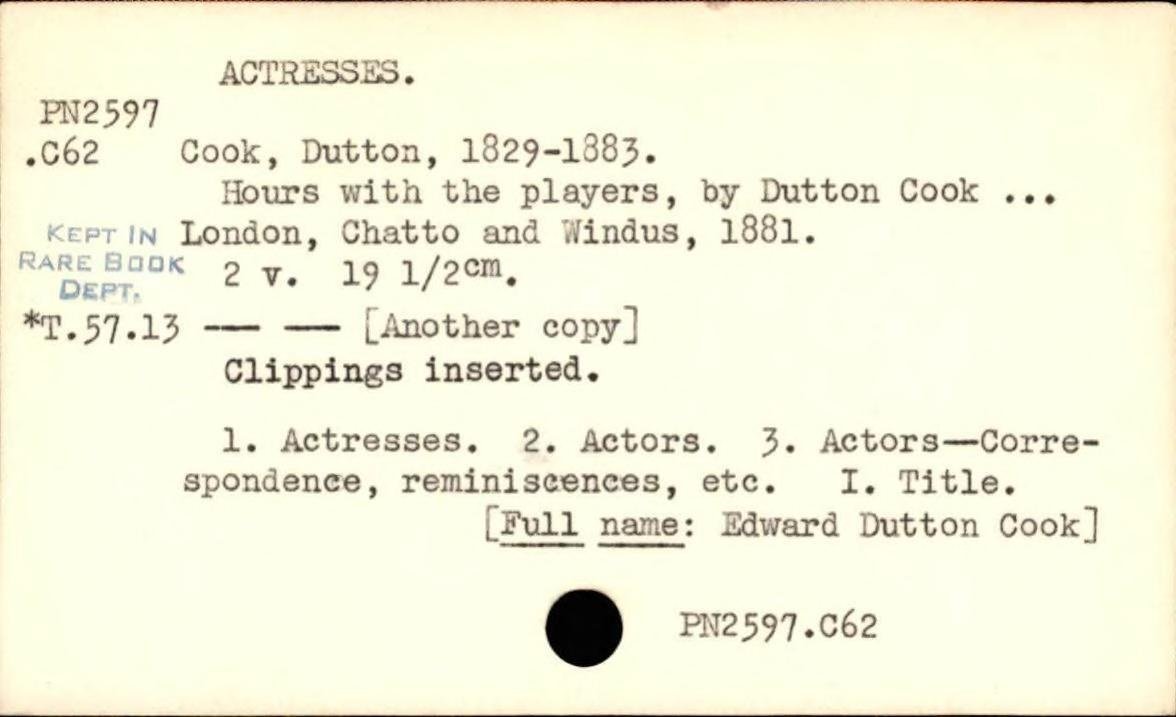 ACTRESSES.
PN2597
.C62 Cook, Dutton, 1829-1883.
Hours with the players, by Dutton Cook ...
KEPT IN London, Chatto and Windus, 1881.
RARE BOOK 2 v. 19 1/2cm.
DEPT.
*T.57.13 — — [Another copy]
Clippings inserted.
1. Actresses. 2. Actors. 3. Actors—Corre-
spondence, reminiscences, etc. I. Title.
[Full name: Edward Dutton Cook]
PN2597.C62